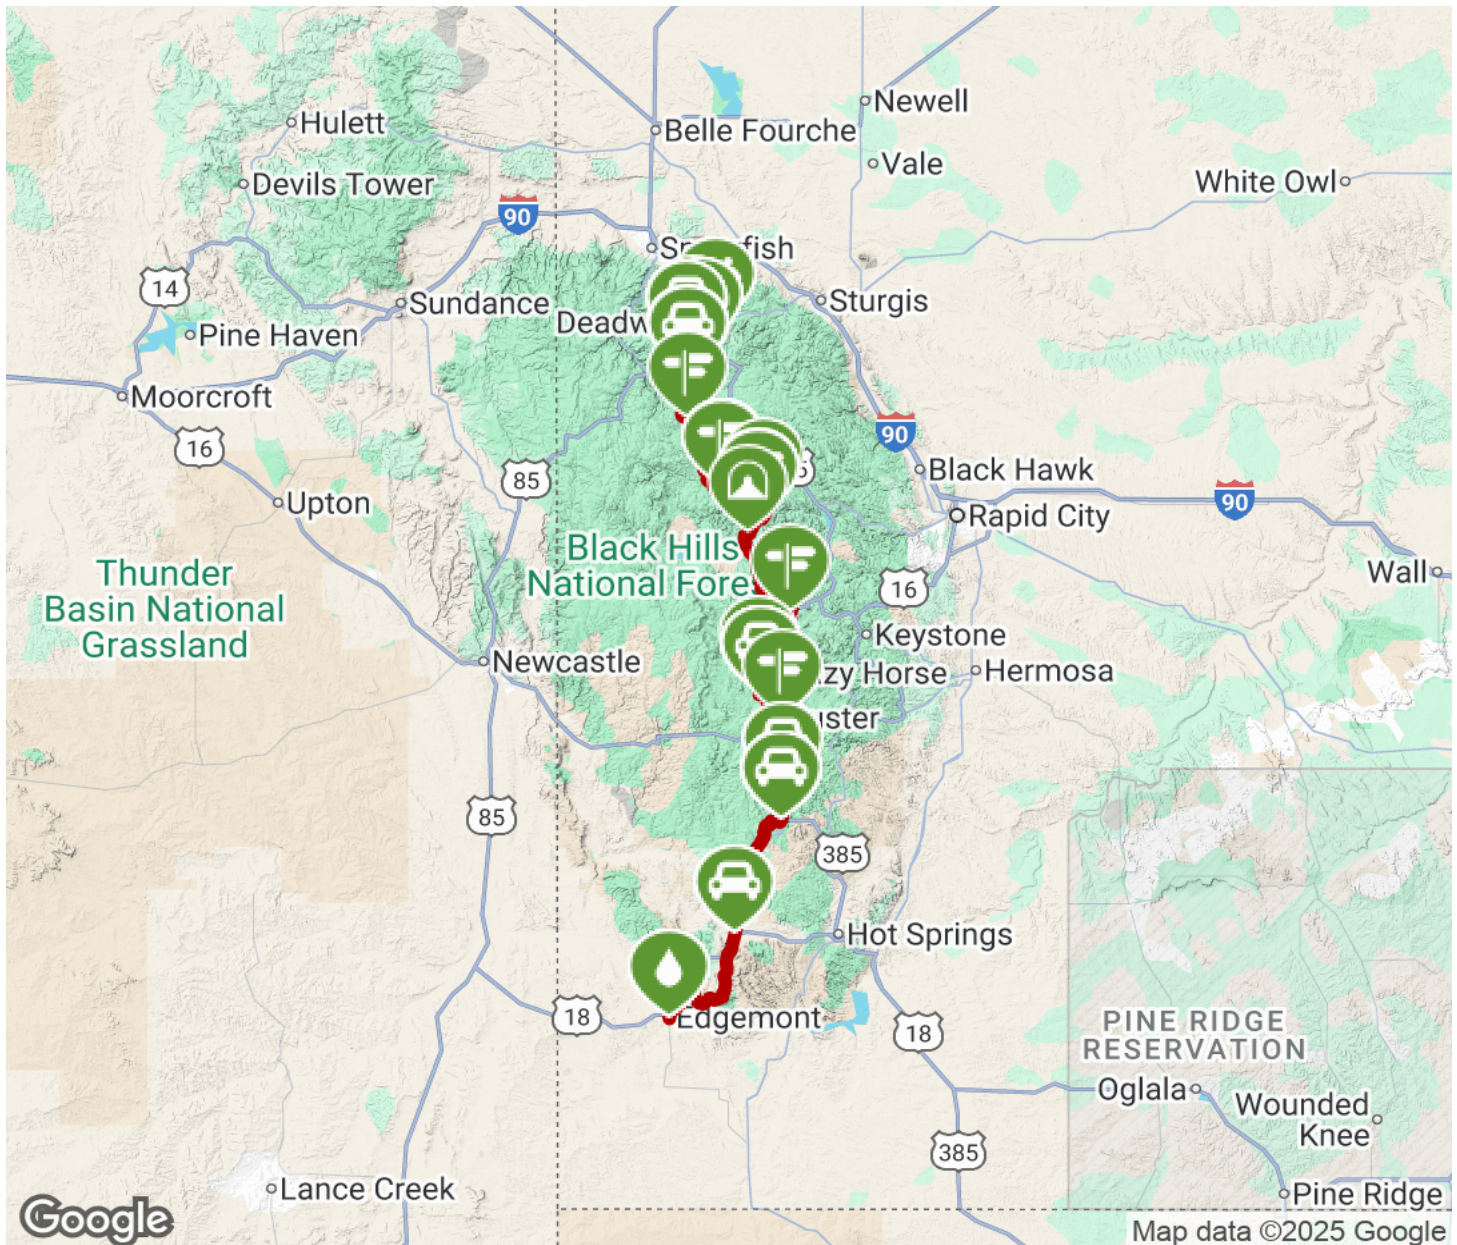 Newell
Hulett
Belle Fourche
Vale
Devils Tower
White Owl
90
14
Sundance
Sturgis
Pine Haven
Moorcroft
90
16
Black Hawk
85
90
Upton
Rapid City
Black Hills
National
Thunder
Basin National
Grassland
Wall
16
Keystone
Newcastle
Hermosa
Horse
85
385
Hot Springs
18
Edgemont
18
PINE RIDGE
RESERVATION
Oglala
Wounded
Knee
385
Lance Creek
Pine Ridge
Google
Map data ©2025 Google